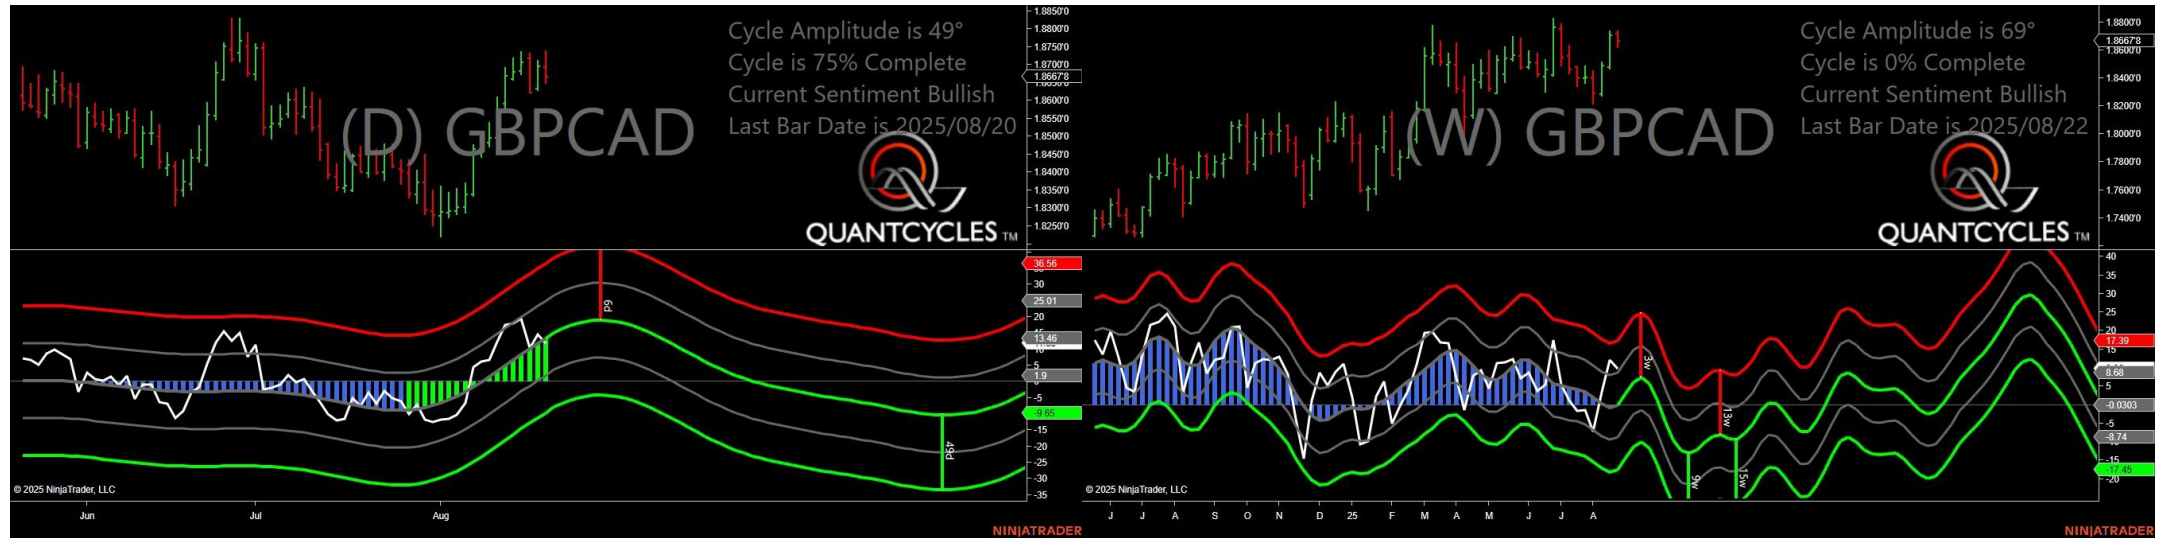 Cycle Amplitude is 49°
Cycle is 75% Complete
Current Sentiment Bullish
Last Bar Date is 2025/08/20
(D) GBPCAD
QUANTCYCLES TM
1.8850'0
1.8800'0
1.8750'0
1.8700'0
1.8667'8
1.8600'0
1.8550'0
1.8500'0
1.8450'0
1.8400'0
1.8350'0
1.8300'0
1.8250'0
36.56
30
25.01
20
13.46
10
5
1.9
-5
-9.65
-15
-20
-25
-30
-35
6d
49d
© 2025 NinjaTrader, LLC
Jun Jul Aug
NINJATRADER
Cycle Amplitude is 69°
Cycle is 0% Complete
Current Sentiment Bullish
Last Bar Date is 2025/08/22
(W) GBPCAD
QUANTCYCLES TM
1.8800'0
1.8667'8
1.8600'0
1.8400'0
1.8200'0
1.8000'0
1.7800'0
1.7600'0
1.7400'0
40
35
30
25
20
17.39
15
8.68
5
-0.0303
-5
-8.74
-15
-17.45
-20
3w
13w
9w
15w
© 2025 NinjaTrader, LLC
J J A S O N D 25 F M A M J J A
NINJATRADER